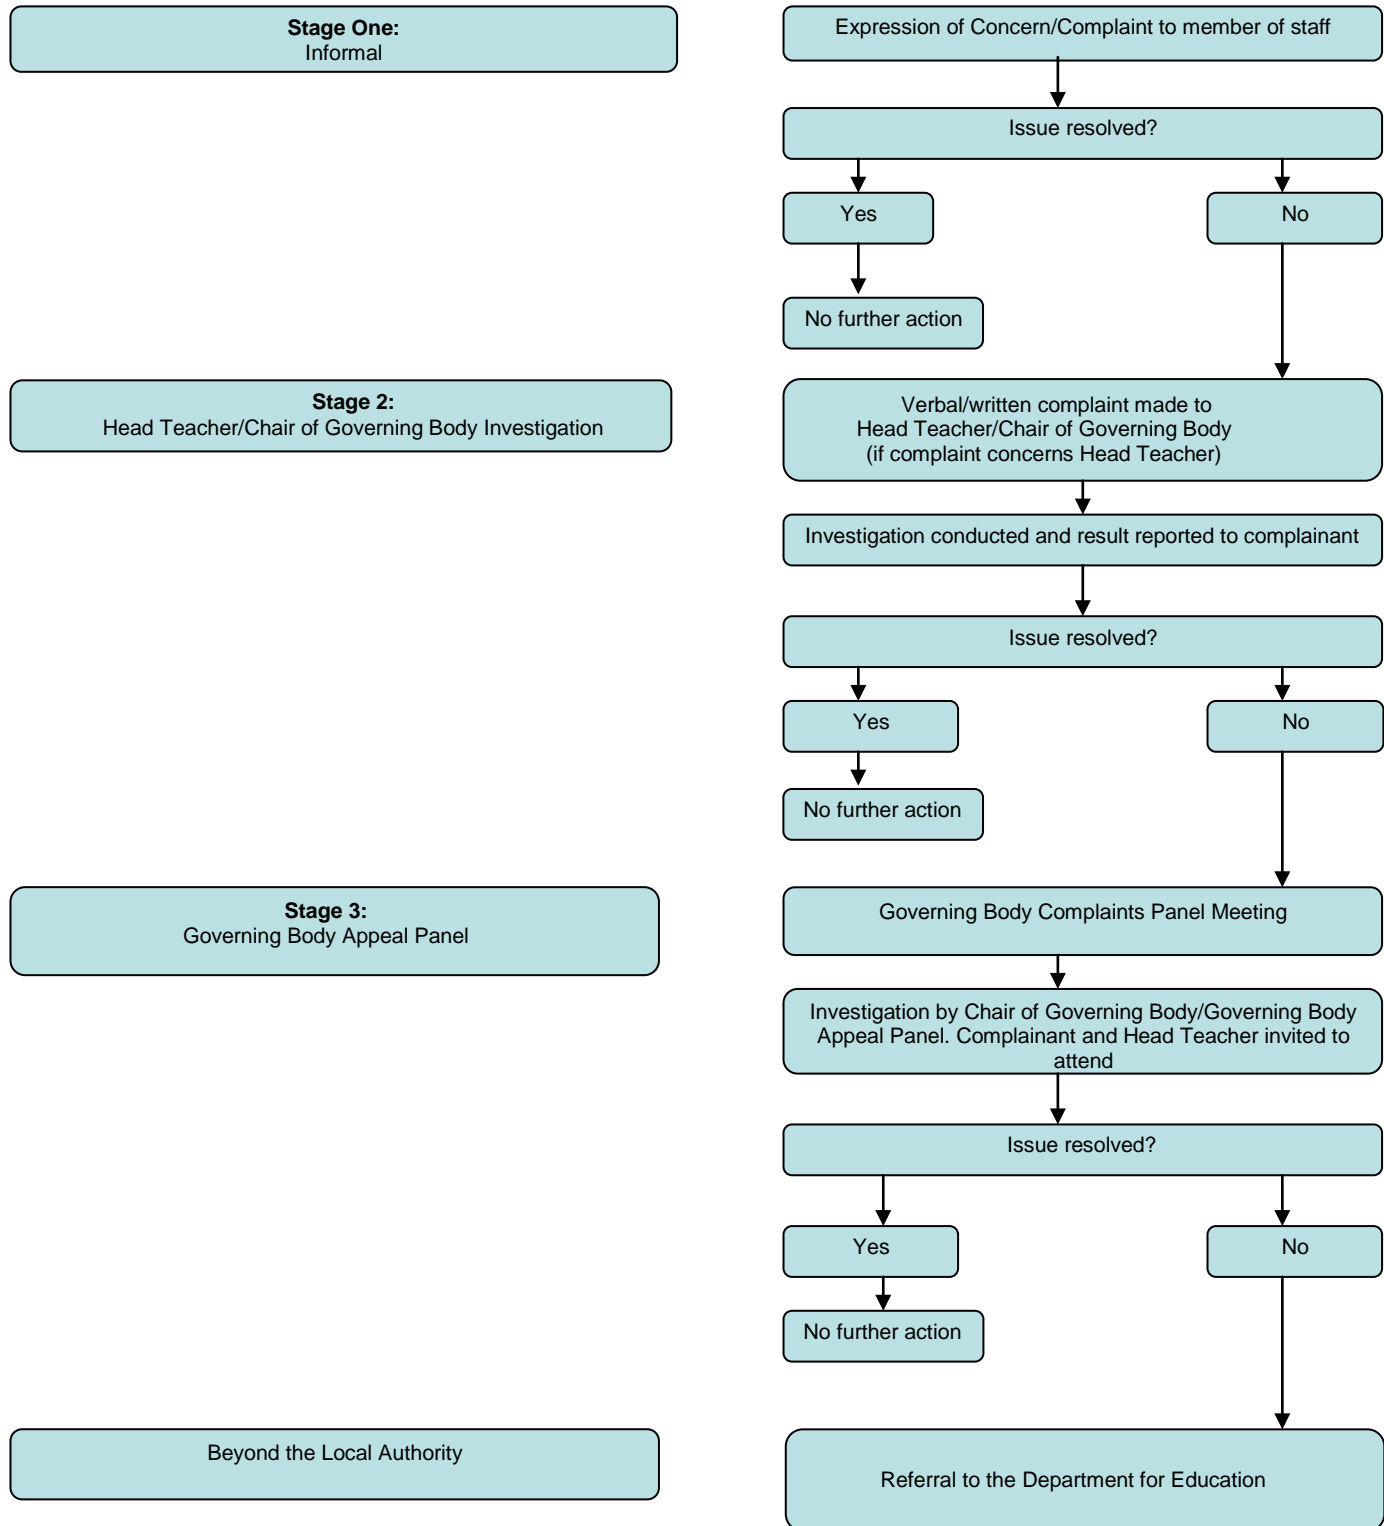 Stage One:
Informal
Expression of Concern/Complaint to member of staff
Issue resolved?
Yes
No
No further action
Stage 2:
Head Teacher/Chair of Governing Body Investigation
Verbal/written complaint made to
Head Teacher/Chair of Governing Body
(if complaint concerns Head Teacher)
Investigation conducted and result reported to complainant
Issue resolved?
Yes
No
No further action
Stage 3:
Governing Body Appeal Panel
Governing Body Complaints Panel Meeting
Investigation by Chair of Governing Body/Governing Body
Appeal Panel. Complainant and Head Teacher invited to
attend
Issue resolved?
Yes
No
No further action
Beyond the Local Authority
Referral to the Department for Education